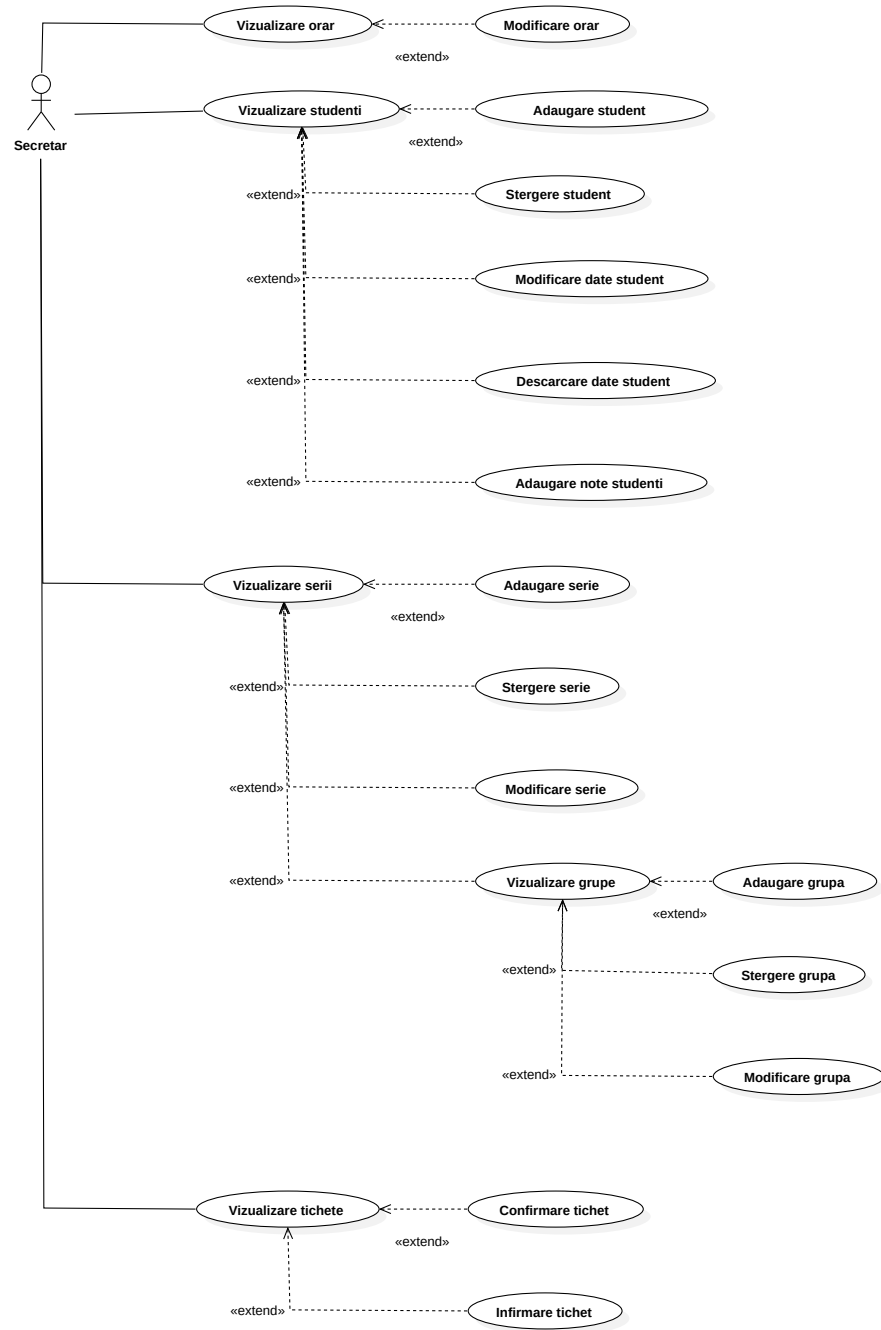 Vizualizare orar
Modificare orar
«extend»
Secretar
Vizualizare studenti
Adaugare student
«extend»
«extend»
Stergere student
«extend»
Modificare date student
«extend»
Descarcare date student
«extend»
Adaugare note studenti
Vizualizare serii
Adaugare serie
«extend»
«extend»
Stergere serie
«extend»
Modificare serie
«extend»
Vizualizare grupe
Adaugare grupa
«extend»
«extend»
Stergere grupa
«extend»
Modificare grupa
Vizualizare tichete
Confirmare tichet
«extend»
«extend»
Infirmare tichet